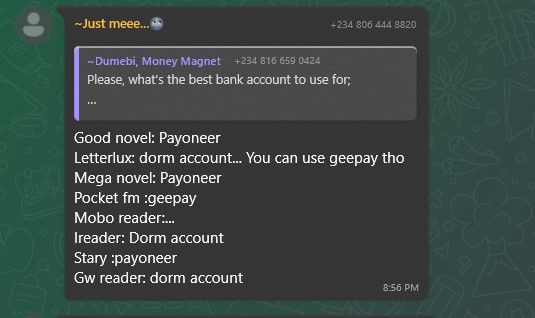 ~Just meee...🌚 +234 806 444 8820
~Dumebi, Money Magnet +234 816 659 0424
Please, what's the best bank account to use for;
...
Good novel: Payoneer
Letterlux: dorm account... You can use geepay tho
Mega novel: Payoneer
Pocket fm :geepay
Mobo reader:...
Ireader: Dorm account
Stary :payoneer
Gw reader: dorm account
8:56 PM